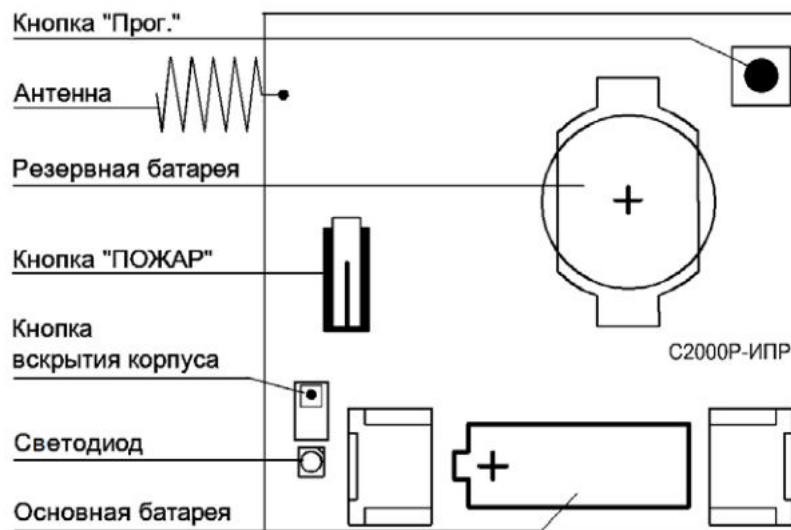 Кнопка "Прог."
Антенна
Резервная батарея
Кнопка "ПОЖАР"
Кнопка
вскрытия корпуса
С2000Р-ИПР
Светодиод
Основная батарея